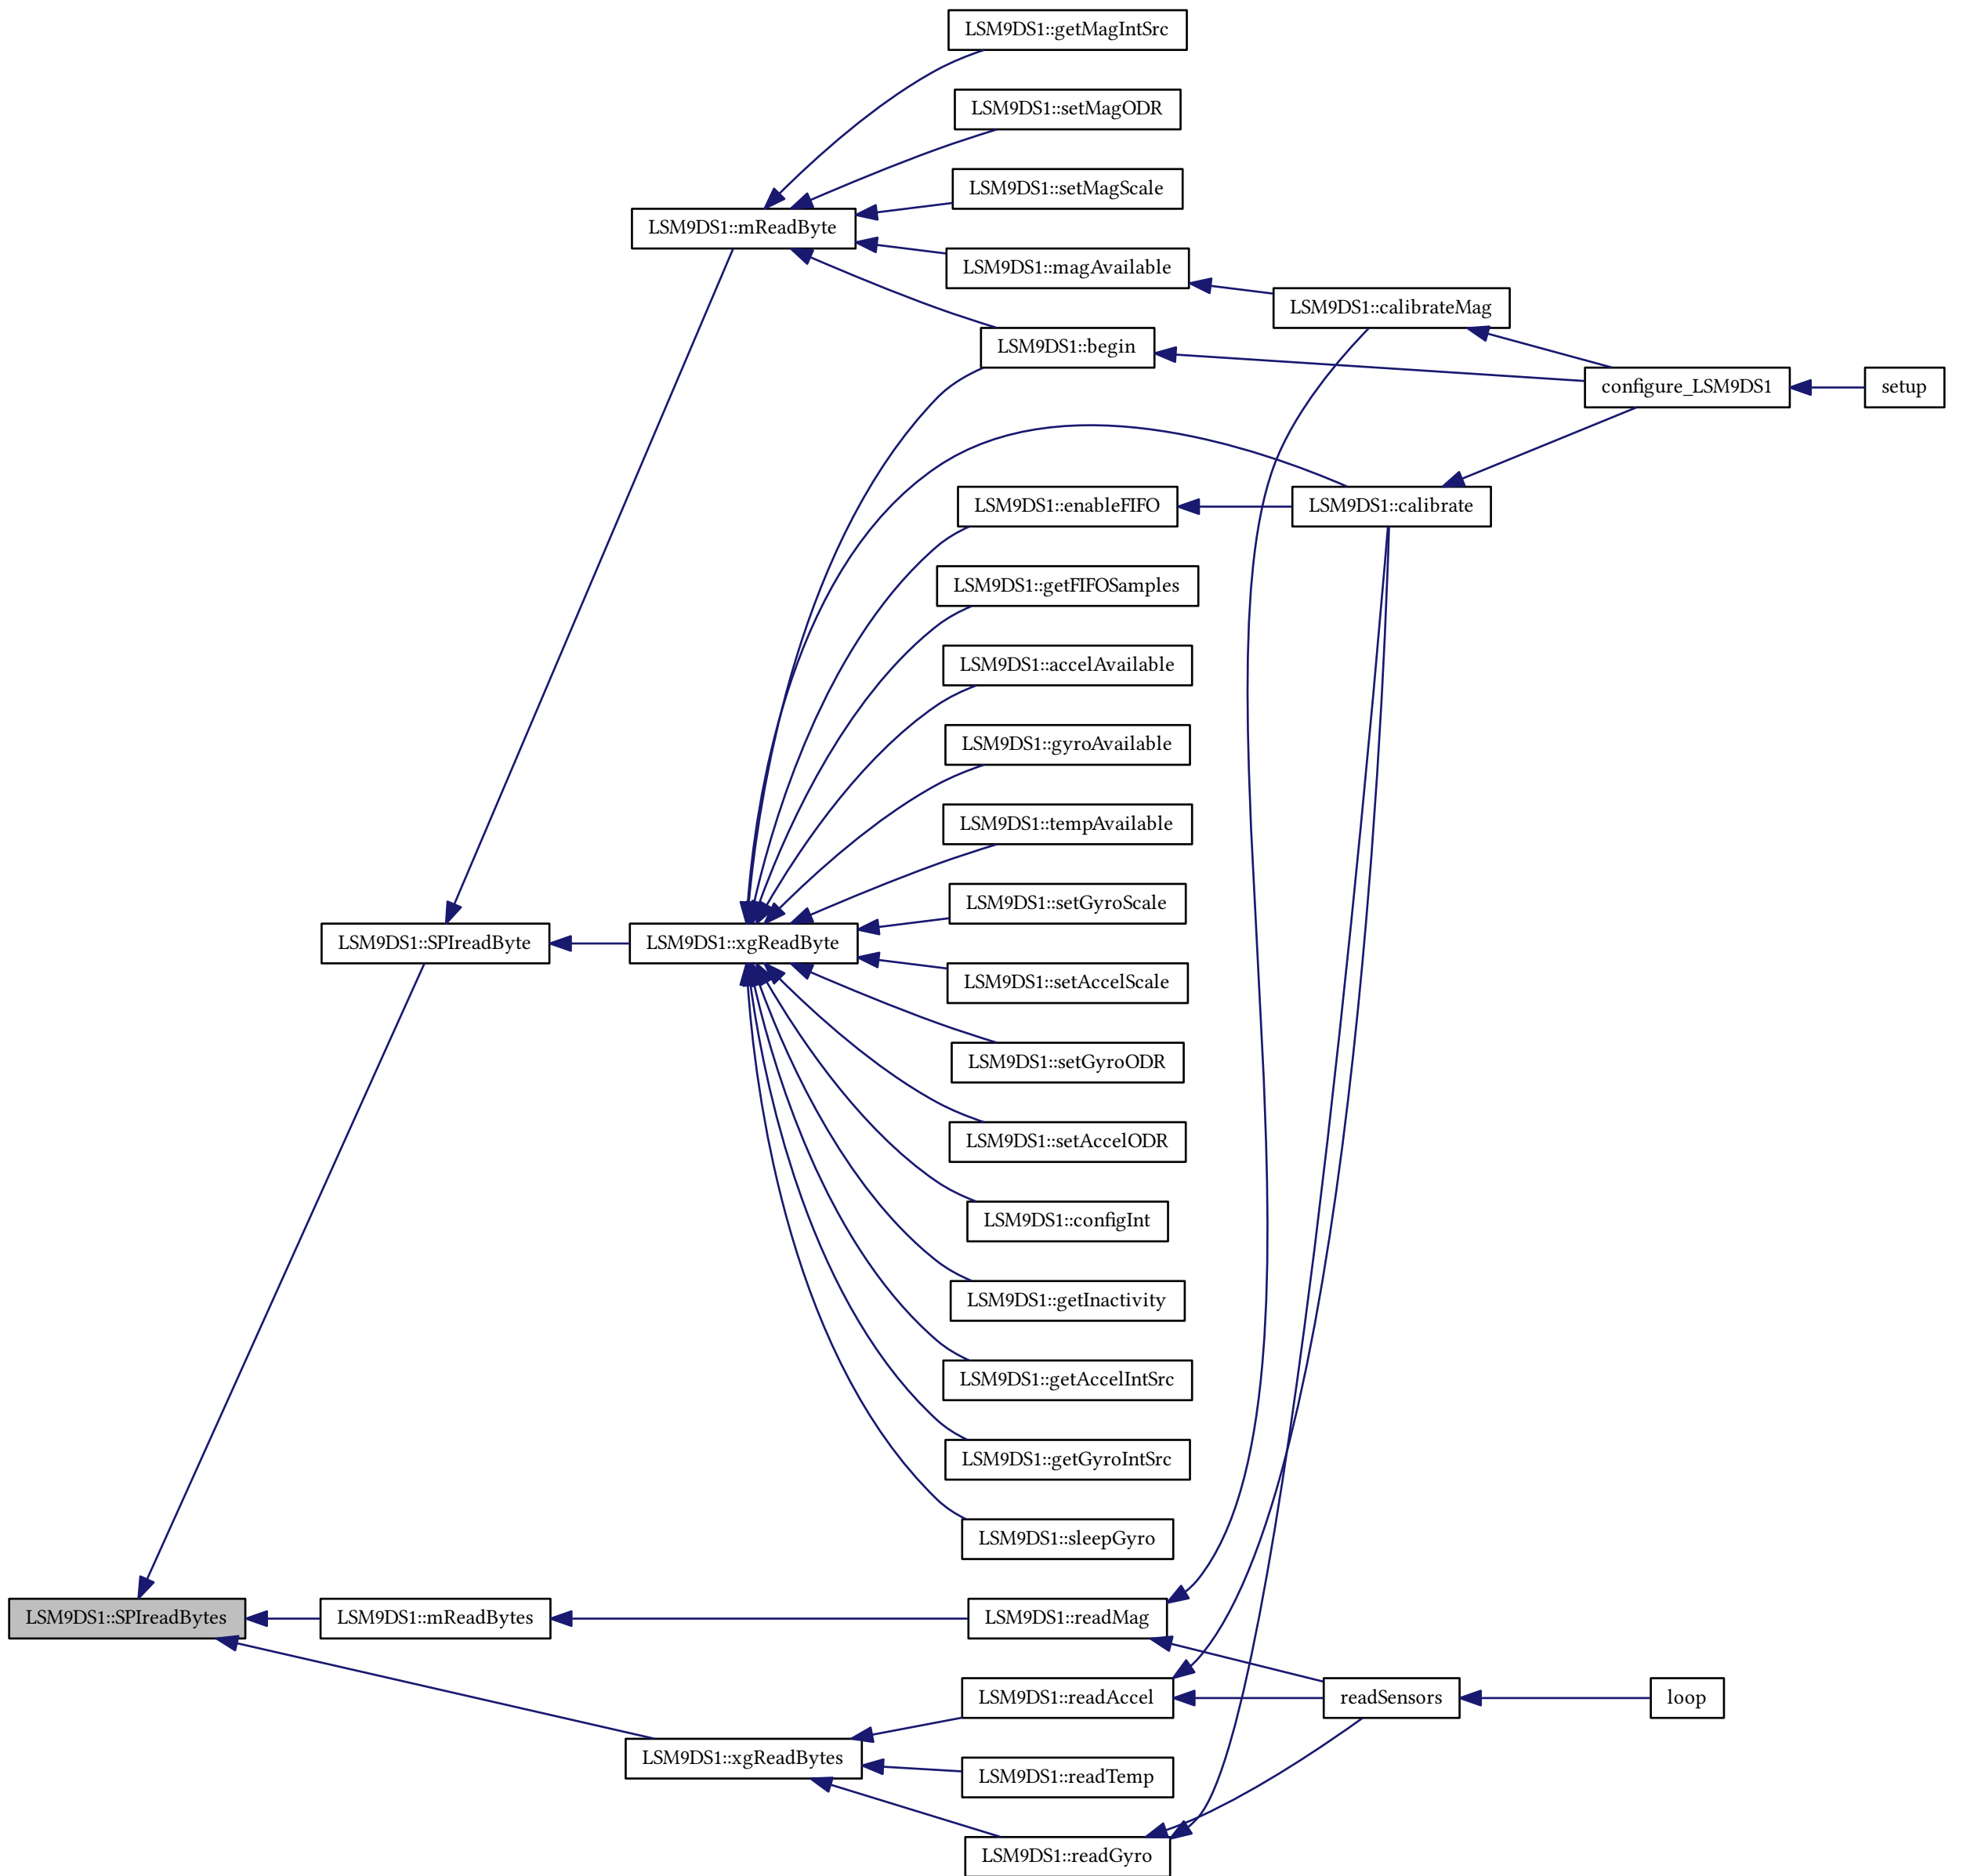 LSM9DS1::getMagIntSrc
LSM9DS1::setMagODR
LSM9DS1::setMagScale
LSM9DS1::mReadByte
LSM9DS1::magAvailable
LSM9DS1::calibrateMag
LSM9DS1::begin
configure_LSM9DS1
setup
LSM9DS1::enableFIFO
LSM9DS1::calibrate
LSM9DS1::getFIFOSamples
LSM9DS1::accelAvailable
LSM9DS1::gyroAvailable
LSM9DS1::tempAvailable
LSM9DS1::setGyroScale
LSM9DS1::SPIreadByte
LSM9DS1::xgReadByte
LSM9DS1::setAccelScale
LSM9DS1::setGyroODR
LSM9DS1::setAccelODR
LSM9DS1::configInt
LSM9DS1::getInactivity
LSM9DS1::getAccelIntSrc
LSM9DS1::getGyroIntSrc
LSM9DS1::sleepGyro
LSM9DS1::SPIreadBytes
LSM9DS1::mReadBytes
LSM9DS1::readMag
LSM9DS1::readAccel
readSensors
loop
LSM9DS1::xgReadBytes
LSM9DS1::readTemp
LSM9DS1::readGyro